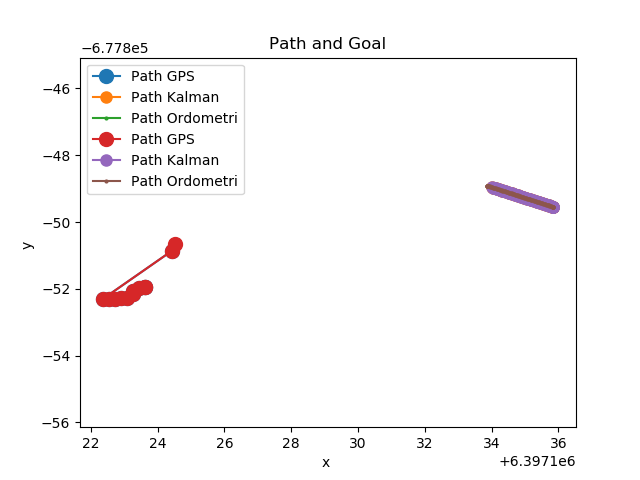 Path and Goal
−6.778e5
Path GPS
Path Kalman
Path Ordometri
Path GPS
Path Kalman
Path Ordometri
−46
−48
−50
−52
−54
−56
y
22 24 26 28 30 32 34 36
x
+6.3971e6